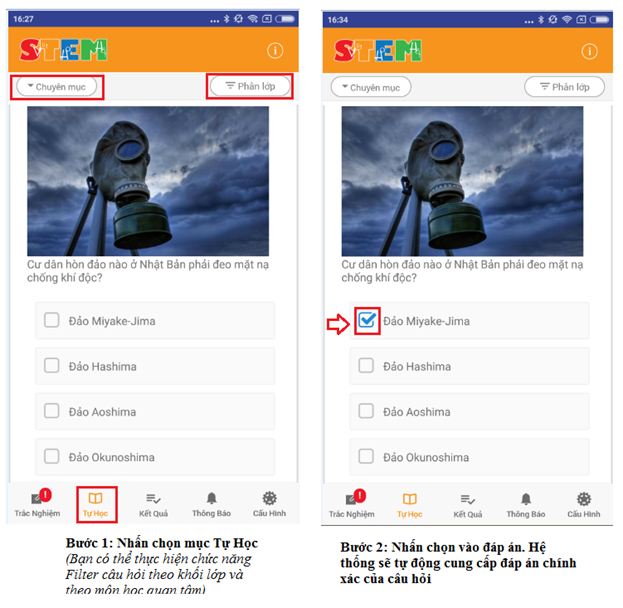 16:27
STEM
i
Chuyên mục
Phân lớp
Cư dân hòn đảo nào ở Nhật Bản phải đeo mặt nạ
chống khí độc?
Đảo Miyake-Jima
Đảo Hashima
Đảo Aoshima
Đảo Okunoshima
!
Trắc Nghiệm
Tự Học
Kết Quả
Thông Báo
Cấu Hình
Bước 1: Nhấn chọn mục Tự Học
(Bạn có thể thực hiện chức năng
Filter câu hỏi theo khối lớp và
theo môn học quan tâm)
16:34
STEM
i
Chuyên mục
Phân lớp
Cư dân hòn đảo nào ở Nhật Bản phải đeo mặt nạ
chống khí độc?
Đảo Miyake-Jima
Đảo Hashima
Đảo Aoshima
Đảo Okunoshima
!
Trắc Nghiệm
Tự Học
Kết Quả
Thông Báo
Cấu Hình
Bước 2: Nhấn chọn vào đáp án. Hệ
thống sẽ tự động cung cấp đáp án chính
xác của câu hỏi